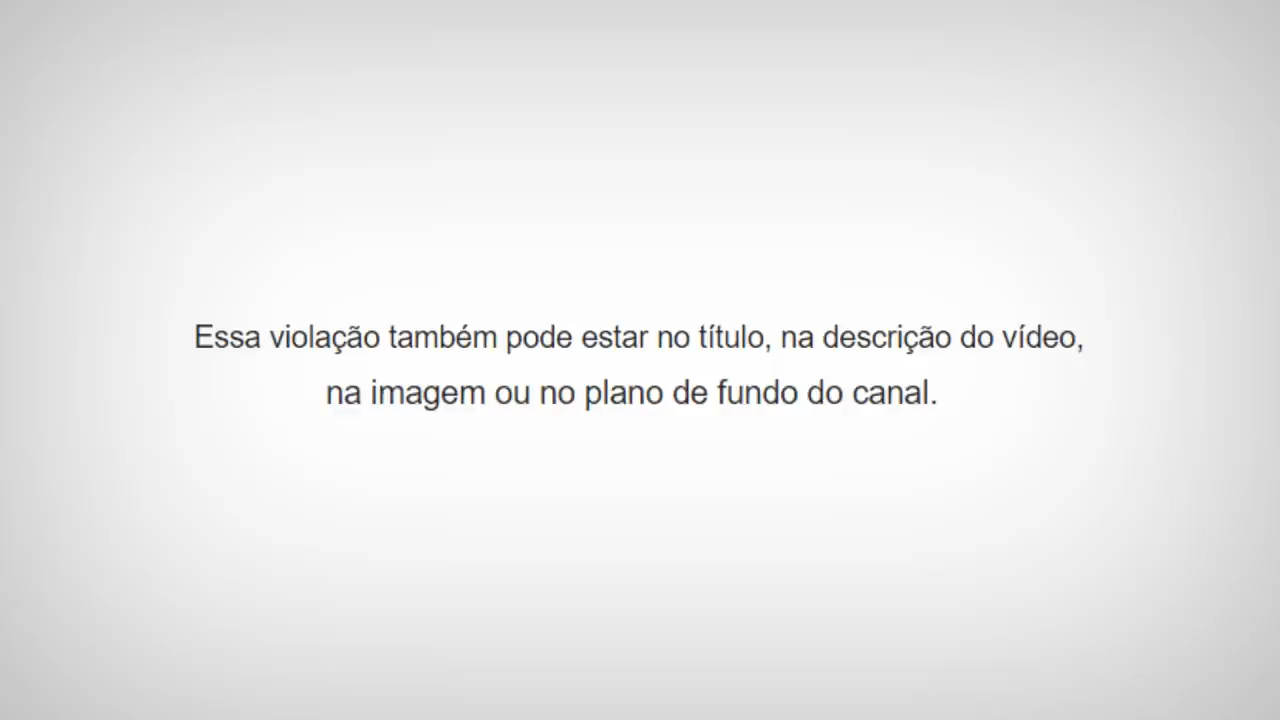 Essa violação também pode estar no título, na descrição do vídeo,
na imagem ou no plano de fundo do canal.